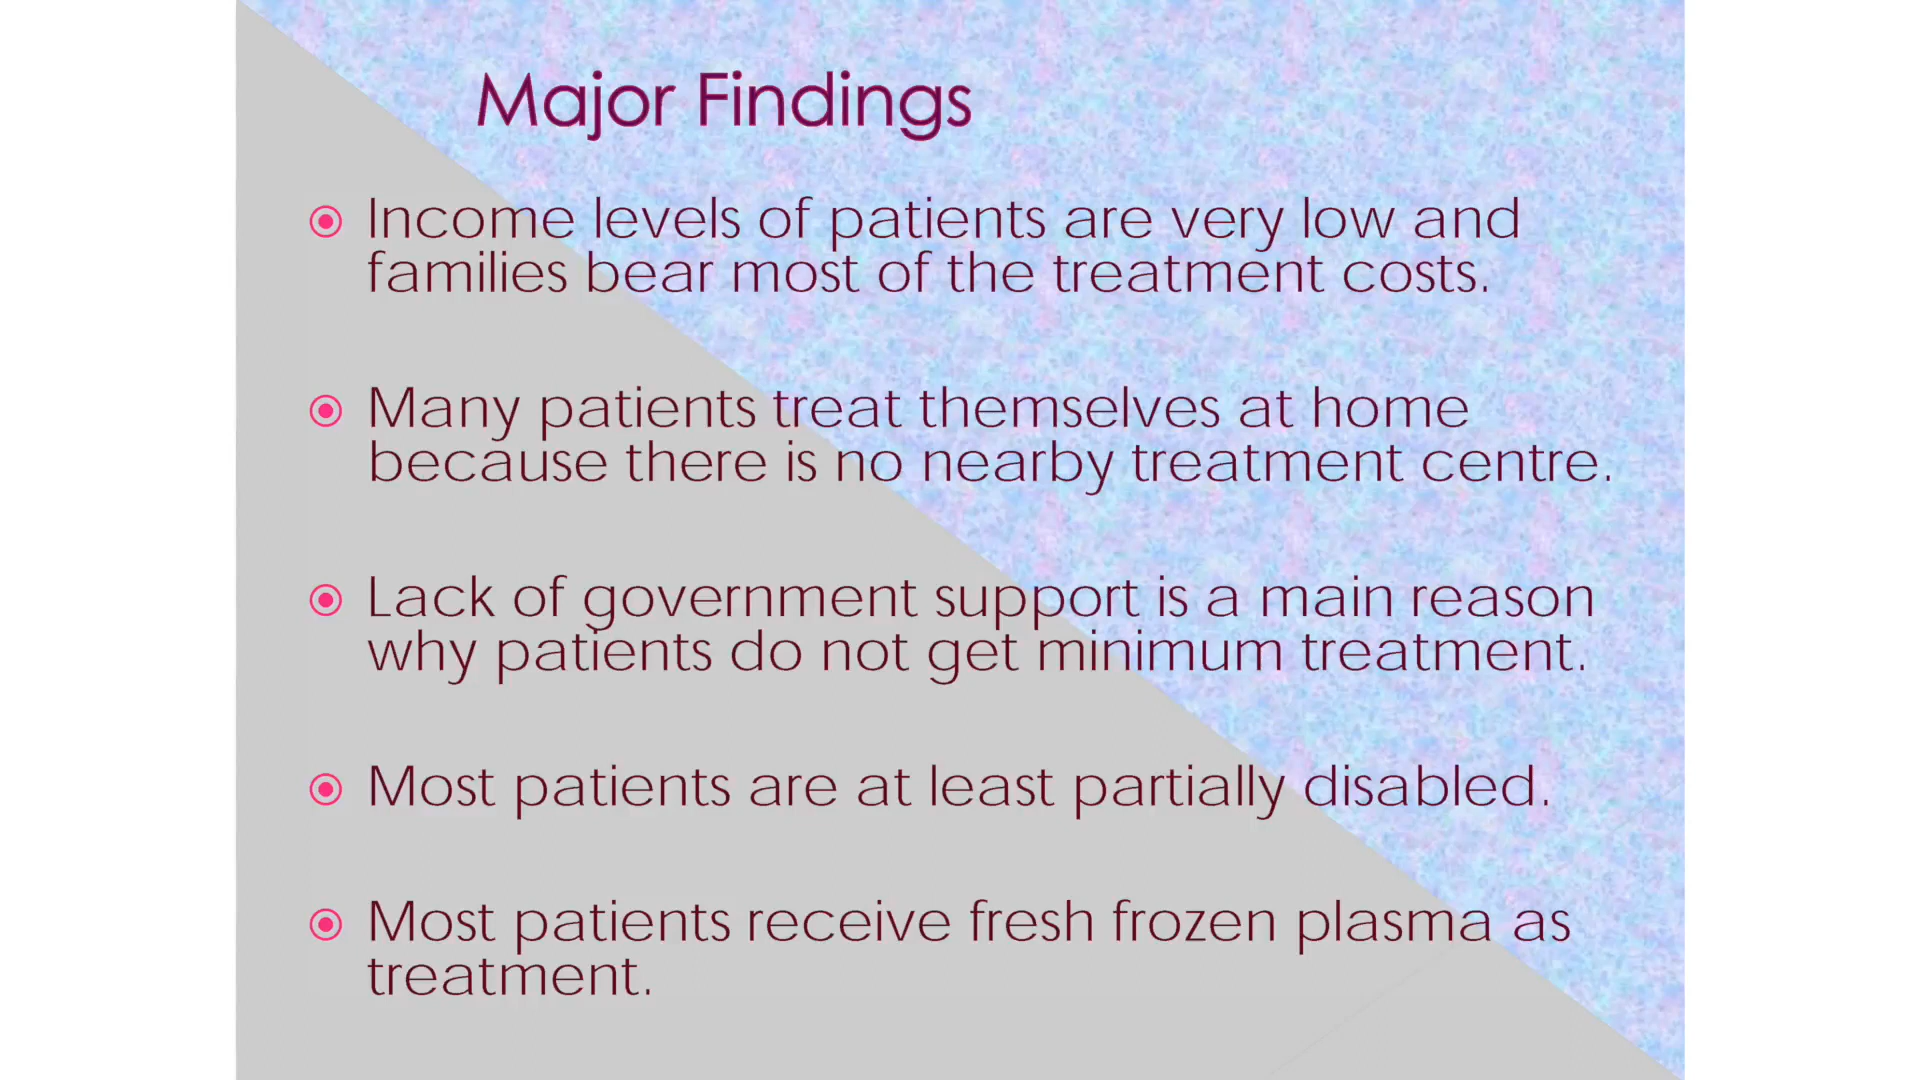 Major Findings
Income levels of patients are very low and
families bear most of the treatment costs.
Many patients treat themselves at home
because there is no nearby treatment centre.
Lack of government support is a main reason
why patients do not get minimum treatment.
Most patients are at least partially disabled.
Most patients receive fresh frozen plasma as
treatment.